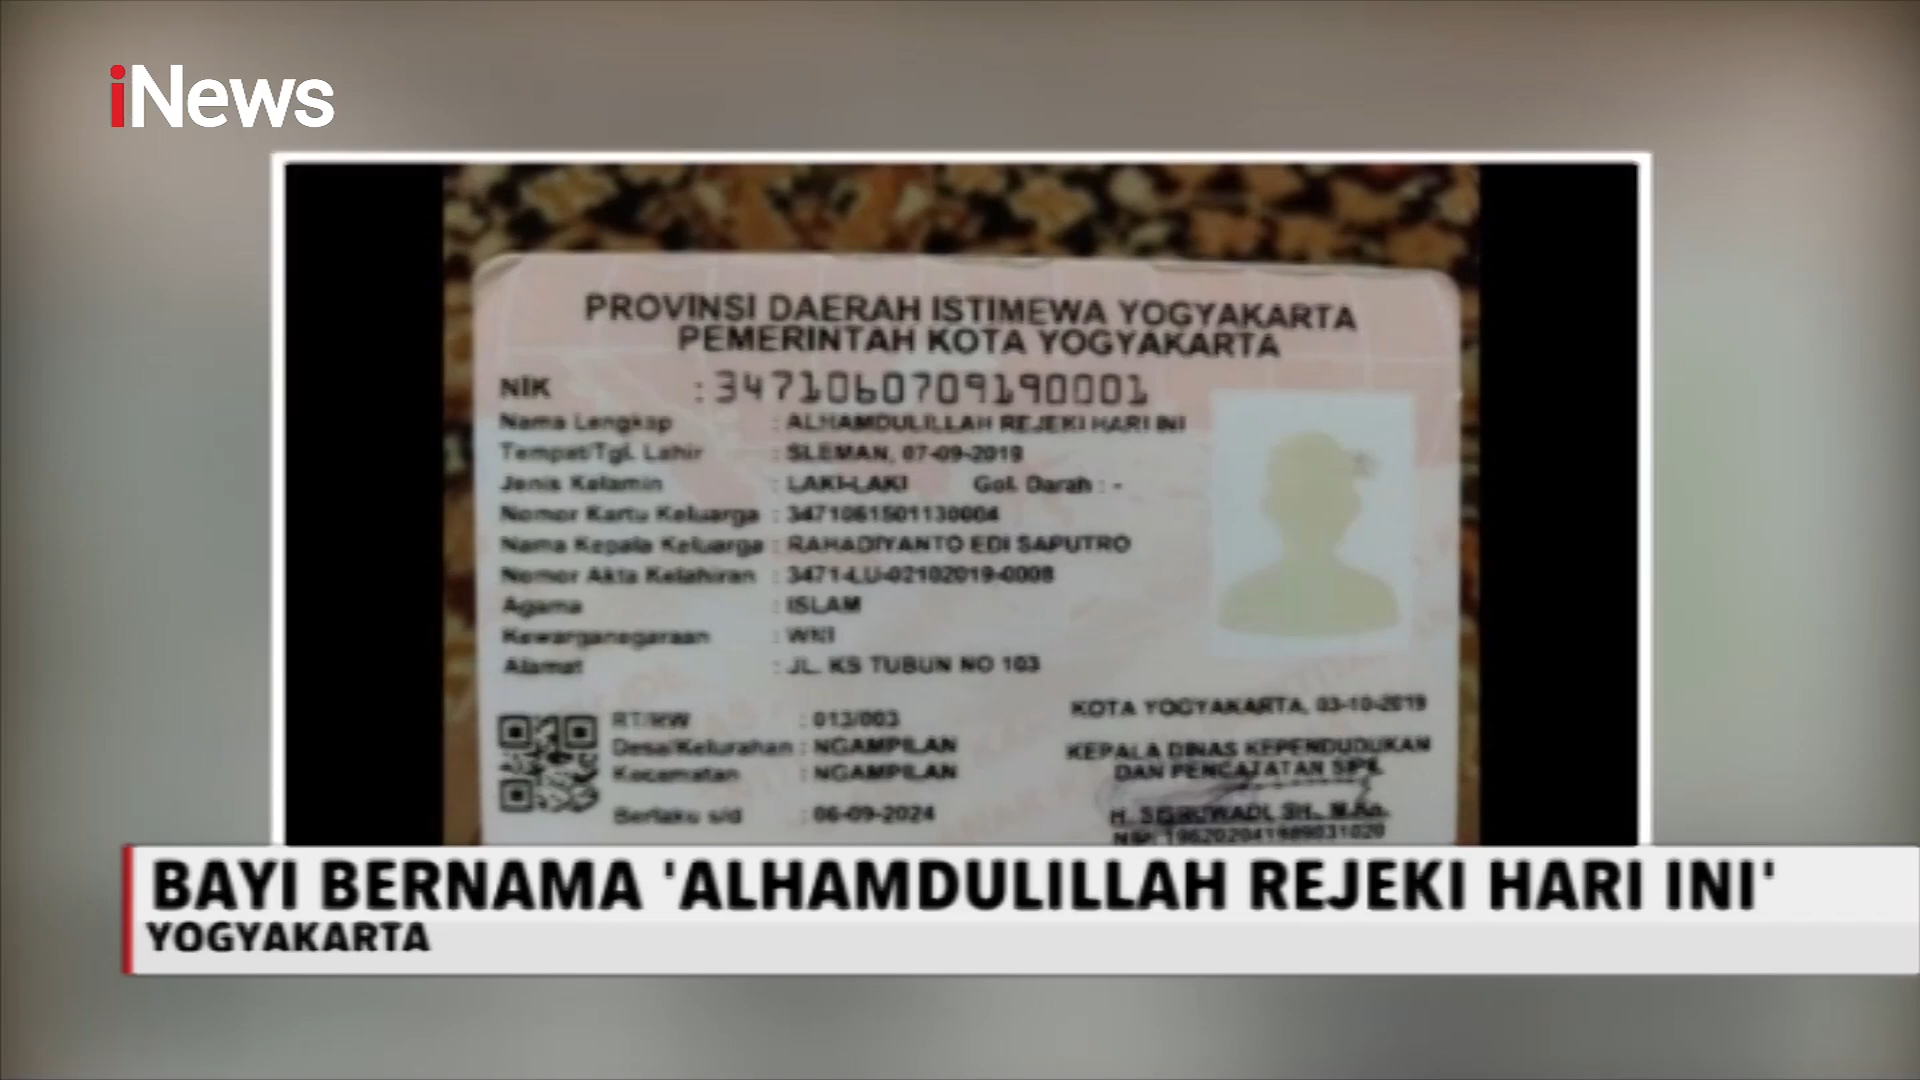 iNews
PROVINSI DAERAH ISTIMEWA YOGYAKARTA
PEMERINTAH KOTA YOGYAKARTA
NIK : 3471060709190001
Nama Lengkap : ALHAMDULILLAH REJEKI HARI INI
Tempat/Tgl. Lahir : SLEMAN, 07-09-2019
Jenis Kelamin : LAKI-LAKI Gol. Darah : -
Nomor Kartu Keluarga : 3471061501130004
Nama Kepala Keluarga : RAHADIYANTO EDI SAPUTRO
Nomor Akta Kelahiran : 3471-LU-02102019-0008
Agama : ISLAM
Kewarganegaraan : WNI
Alamat : JL. KS TUBUN NO 103
RT/RW : 013/003
Desa/Kelurahan : NGAMPILAN
Kecamatan : NGAMPILAN
Berlaku s/d : 06-09-2024
KOTA YOGYAKARTA, 03-10-2019
KEPALA DINAS KEPENDUDUKAN
DAN PENCATATAN SIPIL
H. SISRUWADI, SH., M.Kn.
BAYI BERNAMA 'ALHAMDULILLAH REJEKI HARI INI'
YOGYAKARTA